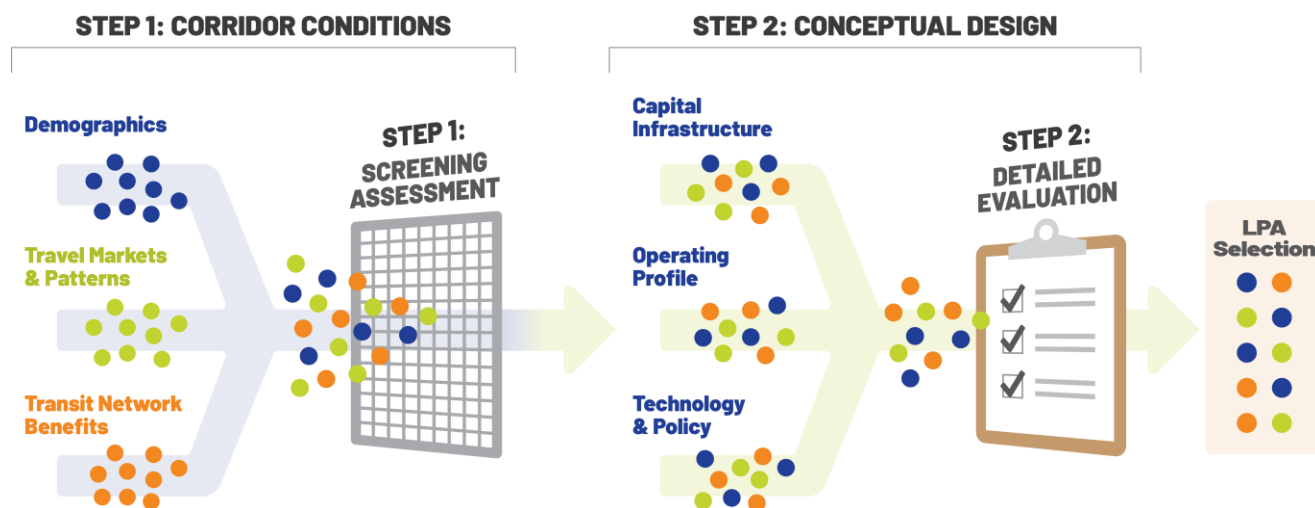 STEP 1: CORRIDOR CONDITIONS
Demographics
Travel Markets
& Patterns
Transit Network
Benefits
STEP 1:
SCREENING
ASSESSMENT
STEP 2: CONCEPTUAL DESIGN
Capital
Infrastructure
Operating
Profile
Technology
& Policy
STEP 2:
DETAILED
EVALUATION
LPA
Selection